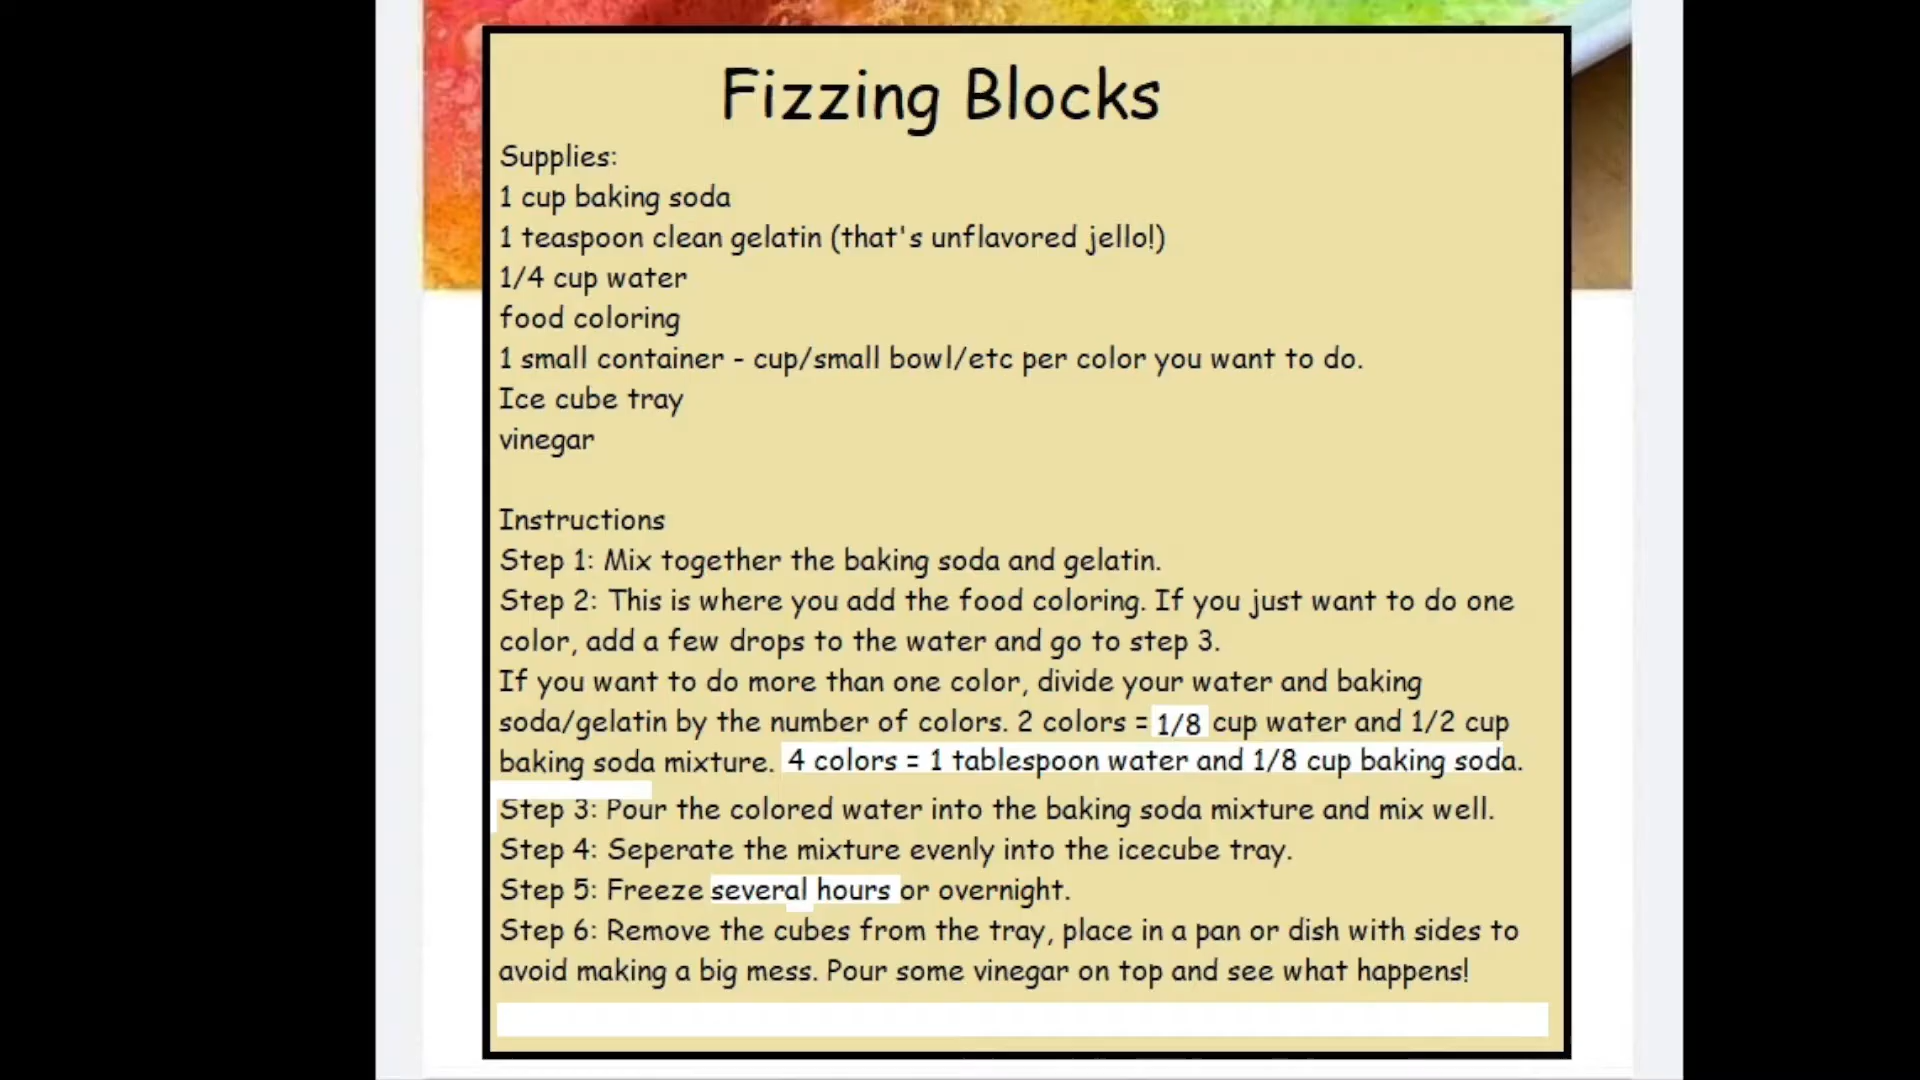 Fizzing Blocks
Supplies:
1 cup baking soda
1 teaspoon clean gelatin (that's unflavored jello!)
1/4 cup water
food coloring
1 small container - cup/small bowl/etc per color you want to do.
Ice cube tray
vinegar
Instructions
Step 1: Mix together the baking soda and gelatin.
Step 2: This is where you add the food coloring. If you just want to do one
color, add a few drops to the water and go to step 3.
If you want to do more than one color, divide your water and baking
soda/gelatin by the number of colors. 2 colors = 1/8 cup water and 1/2 cup
baking soda mixture. 4 colors = 1 tablespoon water and 1/8 cup baking soda.
Step 3: Pour the colored water into the baking soda mixture and mix well.
Step 4: Seperate the mixture evenly into the icecube tray.
Step 5: Freeze several hours or overnight.
Step 6: Remove the cubes from the tray, place in a pan or dish with sides to
avoid making a big mess. Pour some vinegar on top and see what happens!